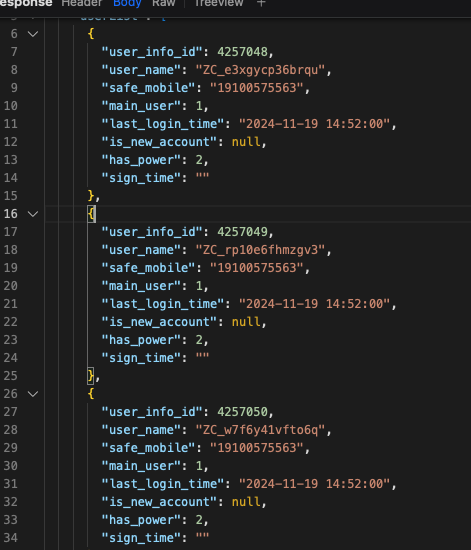 esponse Header Body Raw TreeView +
5
6 {
7 "user_info_id": 4257048,
8 "user_name": "ZC_e3xgycp36brqu",
9 "safe_mobile": "19100575563",
10 "main_user": 1,
11 "last_login_time": "2024-11-19 14:52:00",
12 "is_new_account": null,
13 "has_power": 2,
14 "sign_time": ""
15 },
16 {
17 "user_info_id": 4257049,
18 "user_name": "ZC_rp10e6fhmzgv3",
19 "safe_mobile": "19100575563",
20 "main_user": 1,
21 "last_login_time": "2024-11-19 14:52:00",
22 "is_new_account": null,
23 "has_power": 2,
24 "sign_time": ""
25 },
26 {
27 "user_info_id": 4257050,
28 "user_name": "ZC_w7f6y41vfto6q",
29 "safe_mobile": "19100575563",
30 "main_user": 1,
31 "last_login_time": "2024-11-19 14:52:00",
32 "is_new_account": null,
33 "has_power": 2,
34 "sign_time": ""